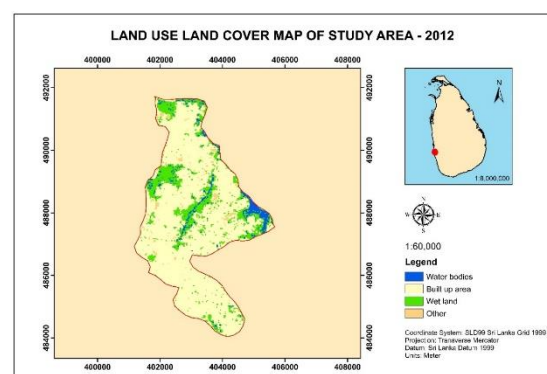 LAND USE LAND COVER MAP OF STUDY AREA - 2012
400000 402000 404000 406000 408000
492000 490000 488000 486000 484000
492000 490000 488000 486000 484000
400000 402000 404000 406000 408000
N
1:8,000,000
N
W E
S
1:60,000
Legend
Water bodies
Built up area
Wet land
Other
Coordinate System: SLD99 Sri Lanka Grid 1999
Projection: Transverse Mercator
Datum: Sri Lanka Datum 1999
Units: Meter